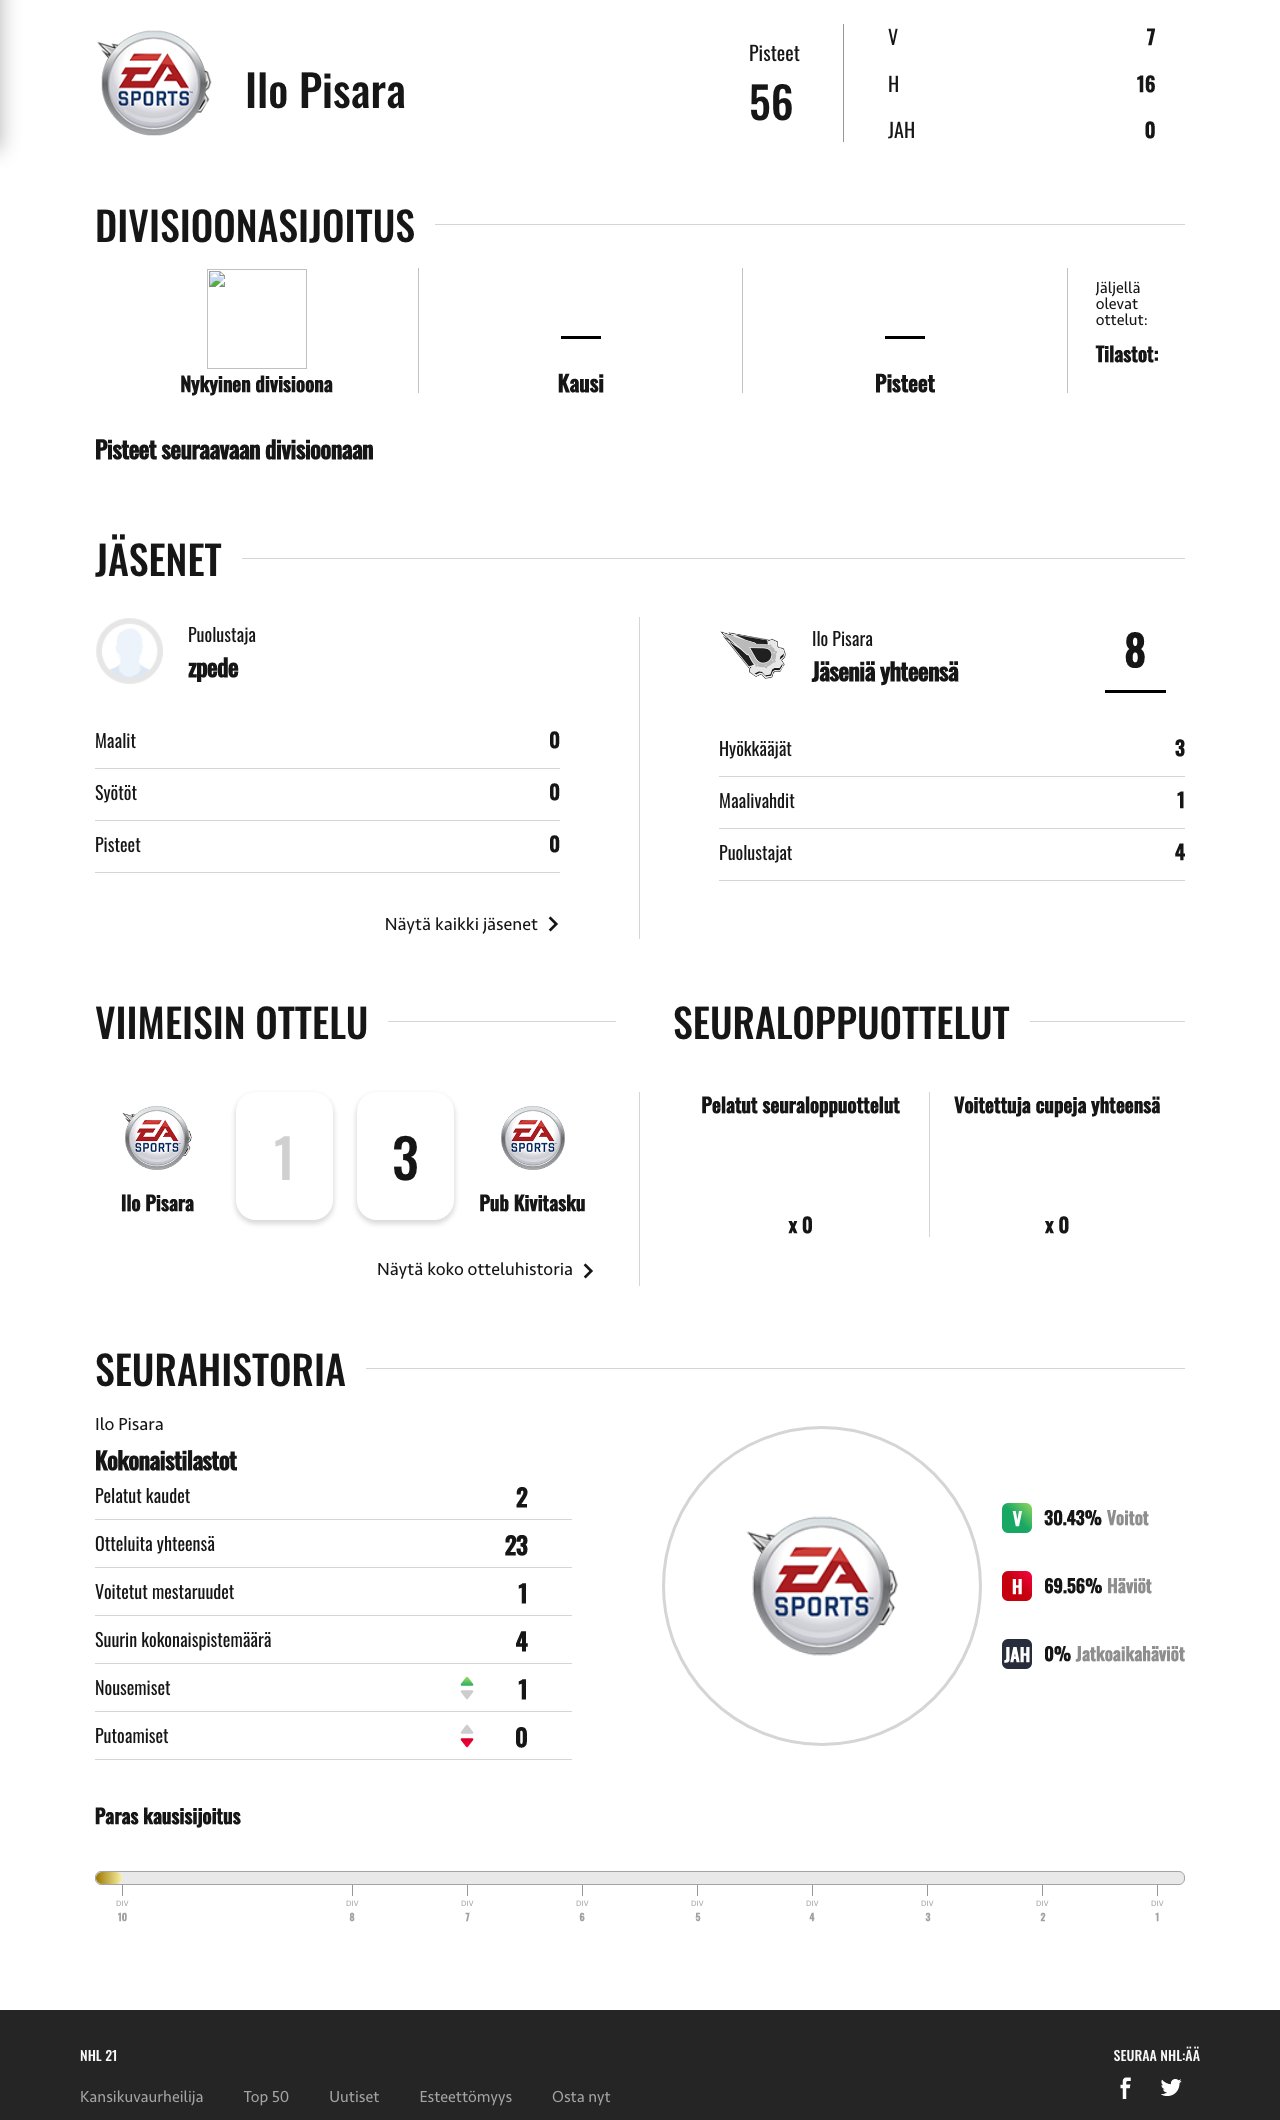 EA
SPORTS
Ilo Pisara
Pisteet
56
V 7
H 16
JAH 0
DIVISIOONASIJOITUS
Nykyinen divisioona
Kausi
Pisteet
Jäljellä
olevat
ottelut:
Tilastot:
Pisteet seuraavaan divisioonaan
JÄSENET
Puolustaja
zpede
Maalit 0
Syötöt 0
Pisteet 0
Näytä kaikki jäsenet
Ilo Pisara
Jäseniä yhteensä
8
Hyökkääjät 3
Maalivahdit 1
Puolustajat 4
VIIMEISIN OTTELU
EA
SPORTS
Ilo Pisara
1
3
EA
SPORTS
Pub Kivitasku
Näytä koko otteluhistoria
SEURALOPPUOTTELUT
Pelatut seuraloppuottelut
x 0
Voitettuja cupeja yhteensä
x 0
SEURAHISTORIA
Ilo Pisara
Kokonaistilastot
Pelatut kaudet 2
Otteluita yhteensä 23
Voitetut mestaruudet 1
Suurin kokonaispistemäärä 4
Nousemiset 1
Putoamiset 0
EA
SPORTS
V 30.43% Voitot
H 69.56% Häviöt
JAH 0% Jatkoaikahäviöt
Paras kausisijoitus
DIV DIV DIV DIV DIV DIV DIV DIV DIV
10 8 7 6 5 4 3 2 1
NHL 21
Kansikuvaurheilija Top 50 Uutiset Esteettömyys Osta nyt
SEURAA NHL:ÄÄ